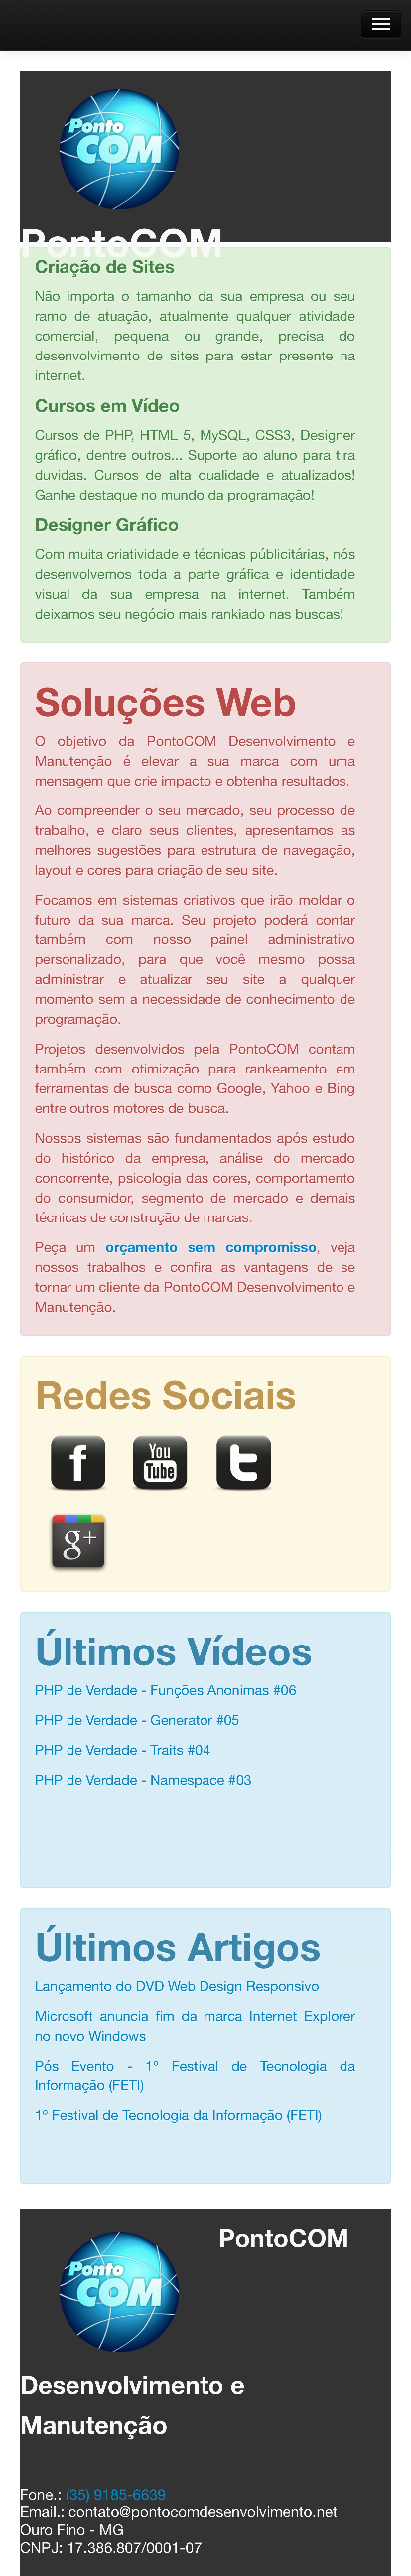 Ponto
COM
PontoCOM
Criação de Sites
Não importa o tamanho da sua empresa ou seu
ramo de atuação, atualmente qualquer atividade
comercial, pequena ou grande, precisa do
desenvolvimento de sites para estar presente na
internet.
Cursos em Vídeo
Cursos de PHP, HTML 5, MySQL, CSS3, Designer
gráfico, dentre outros... Suporte ao aluno para tira
duvidas. Cursos de alta qualidade e atualizados!
Ganhe destaque no mundo da programação!
Designer Gráfico
Com muita criatividade e técnicas públicitárias, nós
desenvolvemos toda a parte gráfica e identidade
visual da sua empresa na internet. Também
deixamos seu negócio mais rankiado nas buscas!
Soluções Web
O objetivo da PontoCOM Desenvolvimento e
Manutenção é elevar a sua marca com uma
mensagem que crie impacto e obtenha resultados.
Ao compreender o seu mercado, seu processo de
trabalho, e claro seus clientes, apresentamos as
melhores sugestões para estrutura de navegação,
layout e cores para criação de seu site.
Focamos em sistemas criativos que irão moldar o
futuro da sua marca. Seu projeto poderá contar
também com nosso painel administrativo
personalizado, para que você mesmo possa
administrar e atualizar seu site a qualquer
momento sem a necessidade de conhecimento de
programação.
Projetos desenvolvidos pela PontoCOM contam
também com otimização para rankeamento em
ferramentas de busca como Google, Yahoo e Bing
entre outros motores de busca.
Nossos sistemas são fundamentados após estudo
do histórico da empresa, análise do mercado
concorrente, psicologia das cores, comportamento
do consumidor, segmento de mercado e demais
técnicas de construção de marcas.
Peça um orçamento sem compromisso, veja
nossos trabalhos e confira as vantagens de se
tornar um cliente da PontoCOM Desenvolvimento e
Manutenção.
Redes Sociais
f
You
Tube
t
g+
Últimos Vídeos
PHP de Verdade - Funções Anonimas #06
PHP de Verdade - Generator #05
PHP de Verdade - Traits #04
PHP de Verdade - Namespace #03
Últimos Artigos
Lançamento do DVD Web Design Responsivo
Microsoft anuncia fim da marca Internet Explorer
no novo Windows
Pós Evento - 1° Festival de Tecnologia da
Informação (FETI)
1º Festival de Tecnologia da Informação (FETI)
Ponto
COM
PontoCOM
Desenvolvimento e
Manutenção
Fone.: (35) 9185-6639
Email.: contato@pontocomdesenvolvimento.net
Ouro Fino - MG
CNPJ: 17.386.807/0001-07